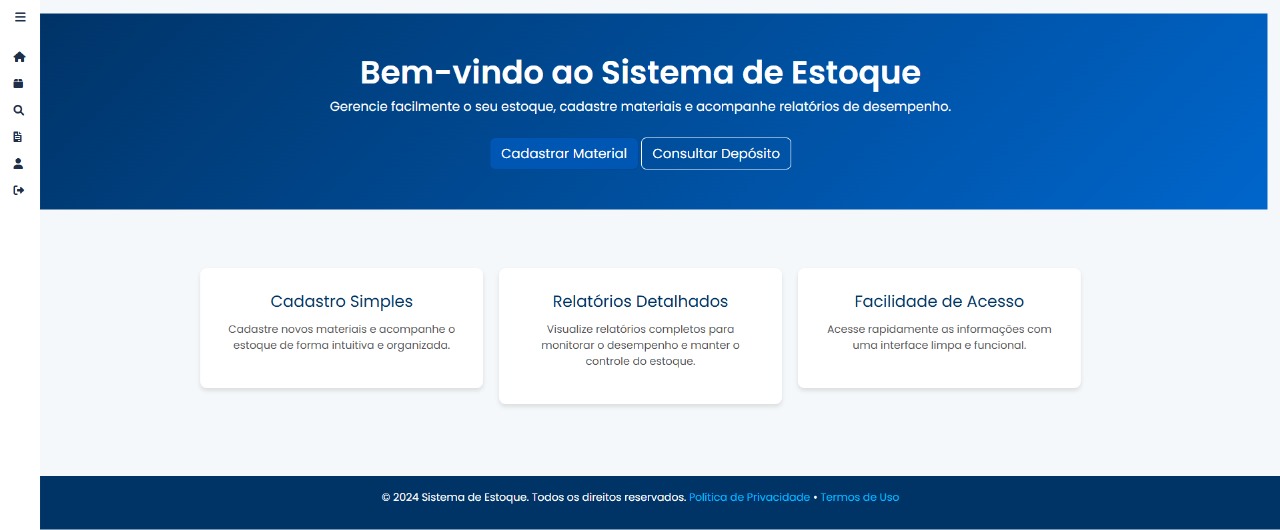 Bem-vindo ao Sistema de Estoque
Gerencie facilmente o seu estoque, cadastre materiais e acompanhe relatórios de desempenho.
Cadastrar Material
Consultar Depósito
Cadastro Simples
Cadastre novos materiais e acompanhe o
estoque de forma intuitiva e organizada.
Relatórios Detalhados
Visualize relatórios completos para
monitorar o desempenho e manter o
controle do estoque.
Facilidade de Acesso
Acesse rapidamente as informações com
uma interface limpa e funcional.
© 2024 Sistema de Estoque. Todos os direitos reservados. Política de Privacidade • Termos de Uso